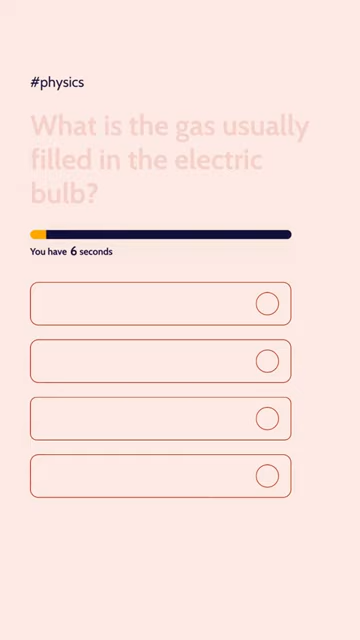 #physics
What is the gas usually
filled in the electric
bulb?
You have 6 seconds